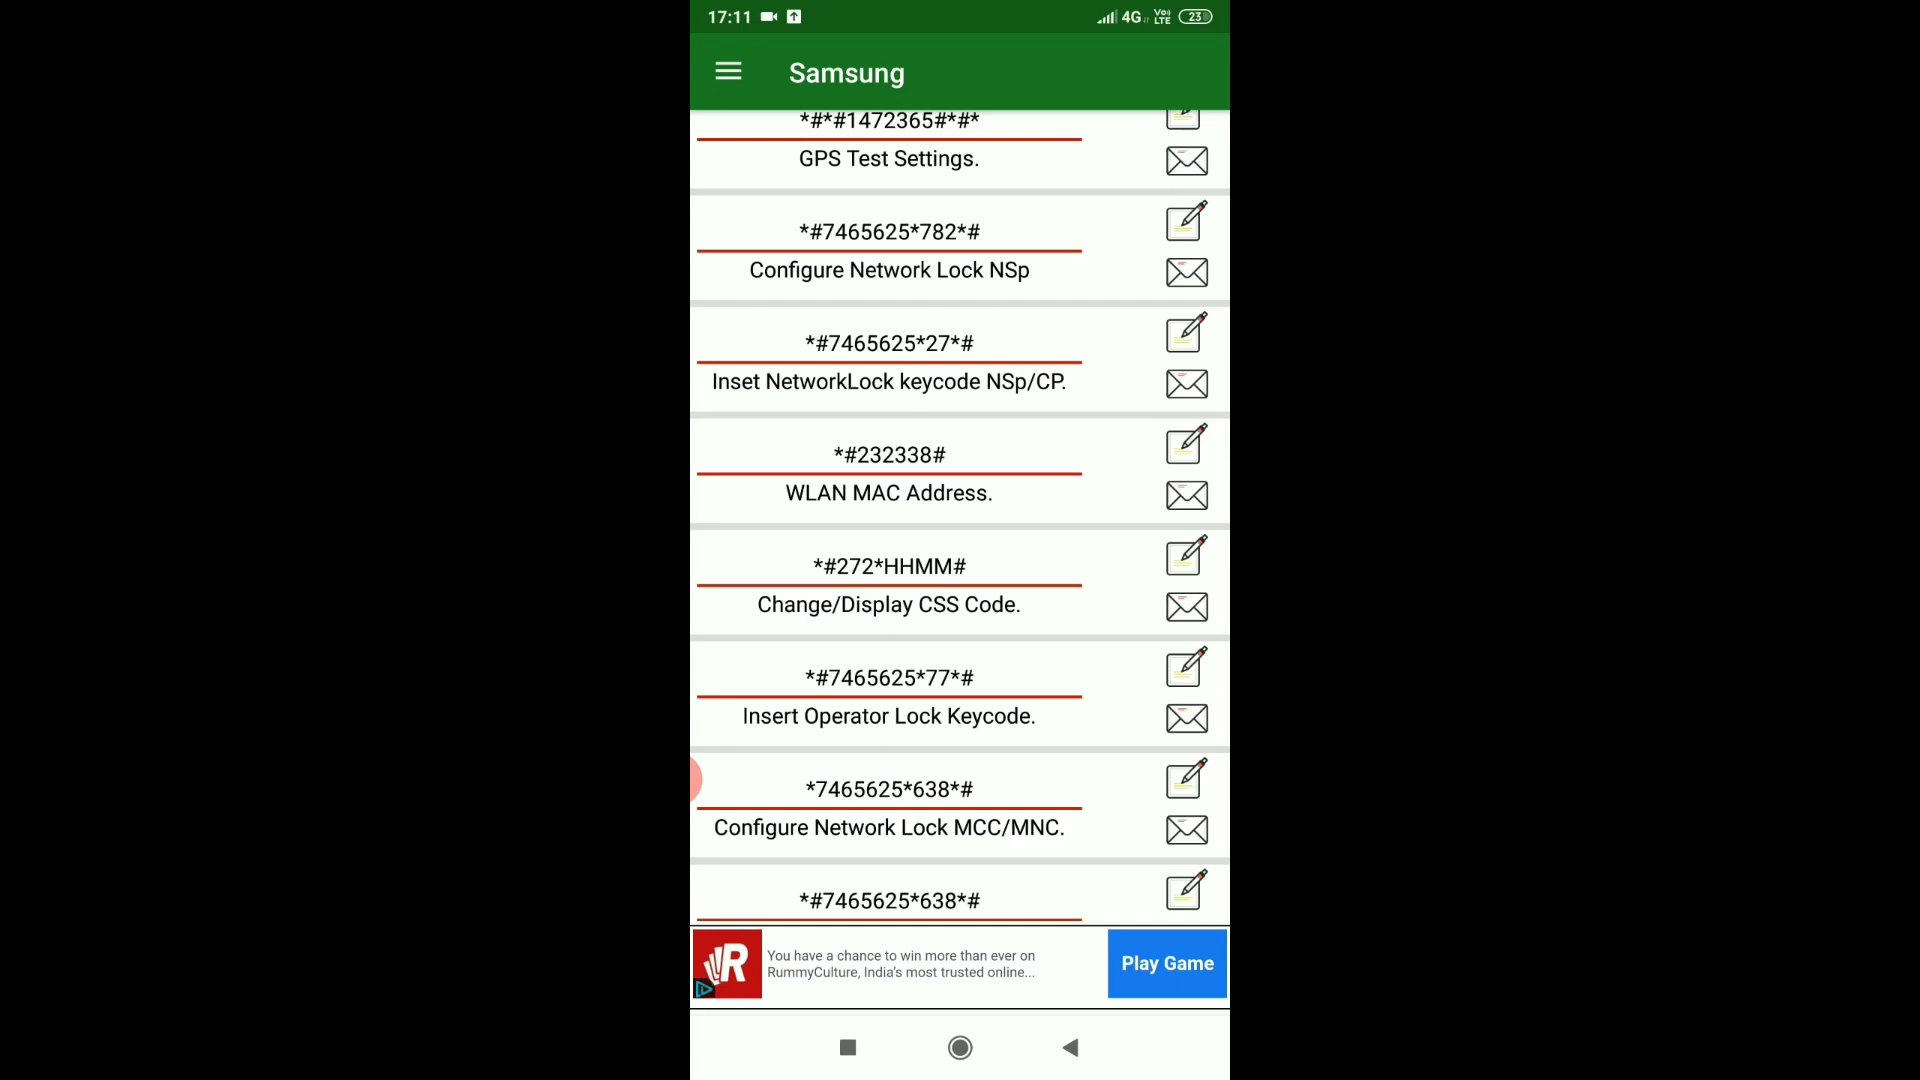 17:11
4G
Vo))
LTE
23
Samsung
*#*#1472365#*#*
GPS Test Settings.
*#7465625*782*#
Configure Network Lock NSp
*#7465625*27*#
Inset NetworkLock keycode NSp/CP.
*#232338#
WLAN MAC Address.
*#272*HHMM#
Change/Display CSS Code.
*#7465625*77*#
Insert Operator Lock Keycode.
*7465625*638*#
Configure Network Lock MCC/MNC.
*#7465625*638*#
R
You have a chance to win more than ever on
RummyCulture, India's most trusted online...
Play Game